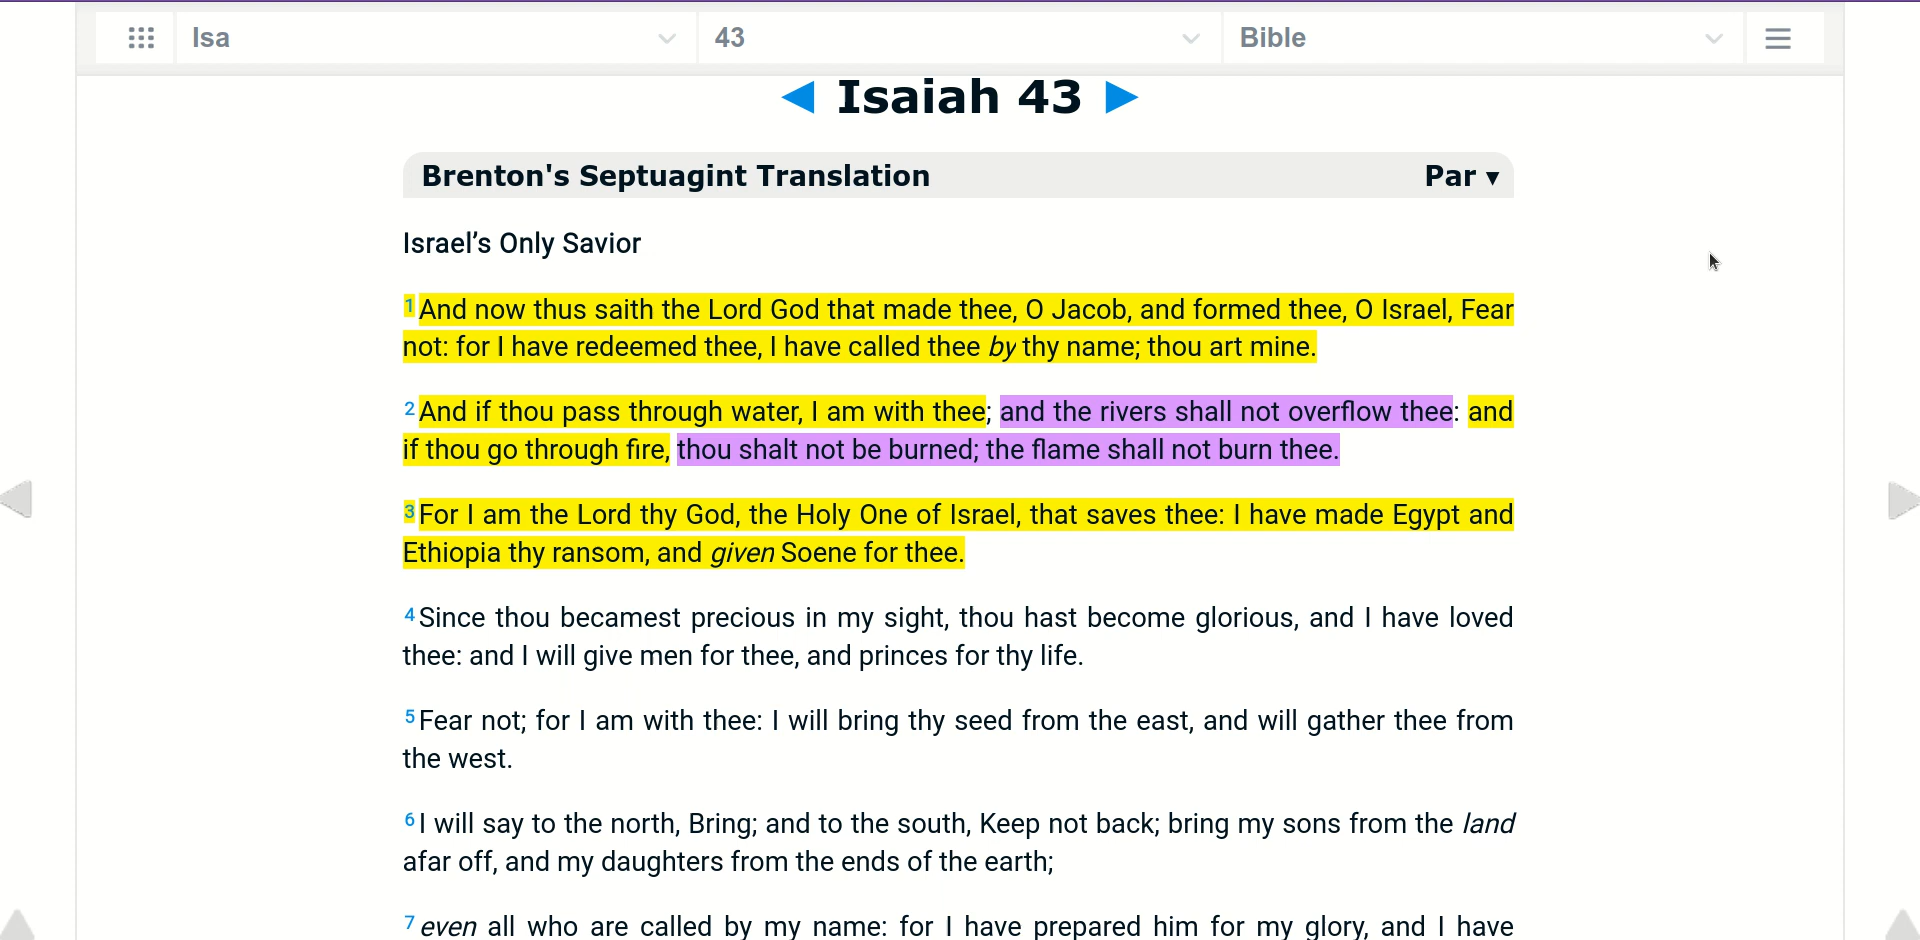 Isa 43 Bible
◀ Isaiah 43 ▶
Brenton's Septuagint Translation Par ▼
Israel’s Only Savior
1 And now thus saith the Lord God that made thee, O Jacob, and formed thee, O Israel, Fear
not: for I have redeemed thee, I have called thee by thy name; thou art mine.
2 And if thou pass through water, I am with thee; and the rivers shall not overflow thee: and
if thou go through fire, thou shalt not be burned; the flame shall not burn thee.
3 For I am the Lord thy God, the Holy One of Israel, that saves thee: I have made Egypt and
Ethiopia thy ransom, and given Soene for thee.
4 Since thou becamest precious in my sight, thou hast become glorious, and I have loved
thee: and I will give men for thee, and princes for thy life.
5 Fear not; for I am with thee: I will bring thy seed from the east, and will gather thee from
the west.
6 I will say to the north, Bring; and to the south, Keep not back; bring my sons from the land
afar off, and my daughters from the ends of the earth;
7 even all who are called by my name: for I have prepared him for my glory, and I have